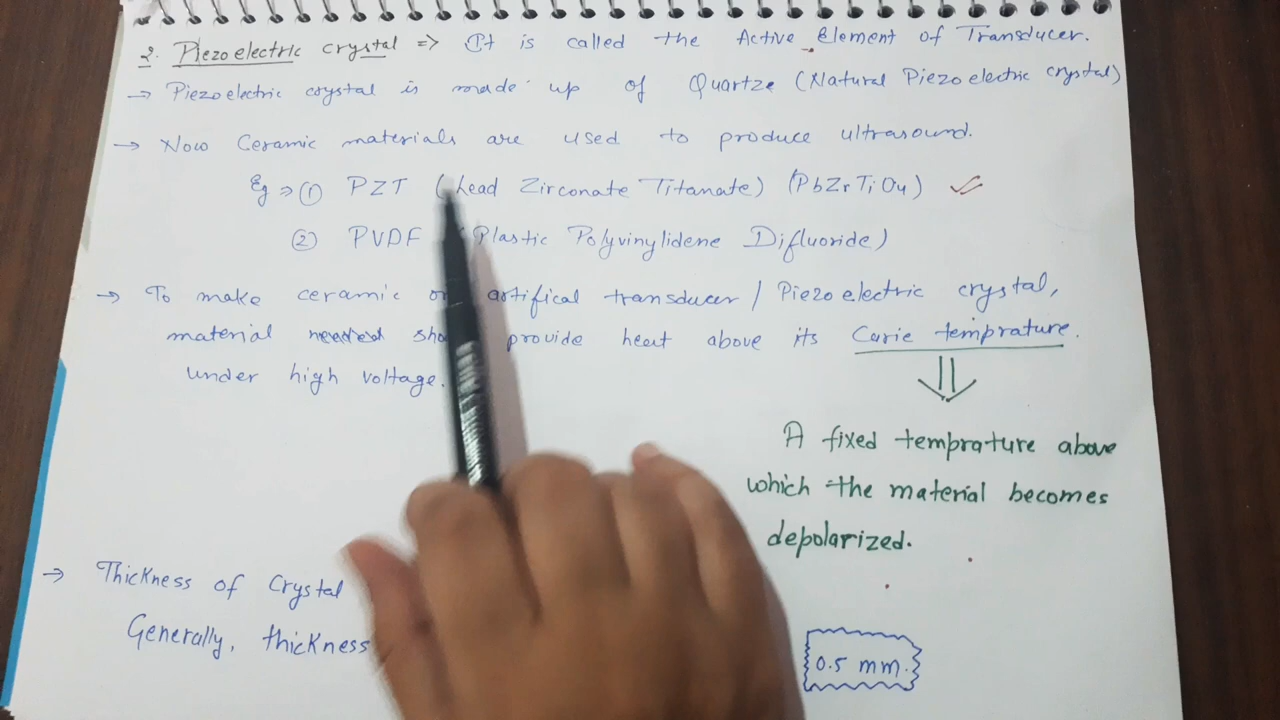 2. Piezoelectric crystal => It is called the Active Element of Transducer.
→ Piezoelectric crystal is made up of Quartze (Natural Piezoelectric crystal)
→ Now Ceramic materials are used to produce ultrasound.
Eg => ① PZT (Lead Zirconate Titanate) (PbZrTiO4) ✓
② PVDF (Plastic Polyvinylidene Difluoride)
→ To make ceramic or artifical transducer / Piezoelectric crystal,
material provide heat above its Curie temprature.
under high voltage.
A fixed temprature above
which the material becomes
depolarized.
→ Thickness of Crystal
Generally, thickness
0.5 mm.